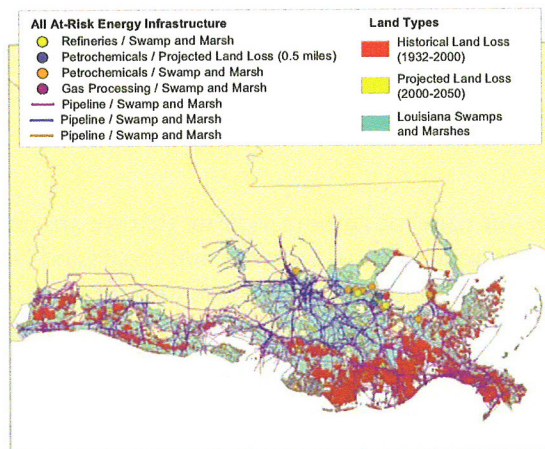 All At-Risk Energy Infrastructure
Refineries / Swamp and Marsh
Petrochemicals / Projected Land Loss (0.5 miles)
Petrochemicals / Swamp and Marsh
Gas Processing / Swamp and Marsh
Pipeline / Swamp and Marsh
Pipeline / Swamp and Marsh
Pipeline / Swamp and Marsh
Land Types
Historical Land Loss
(1932-2000)
Projected Land Loss
(2000-2050)
Louisiana Swamps
and Marshes